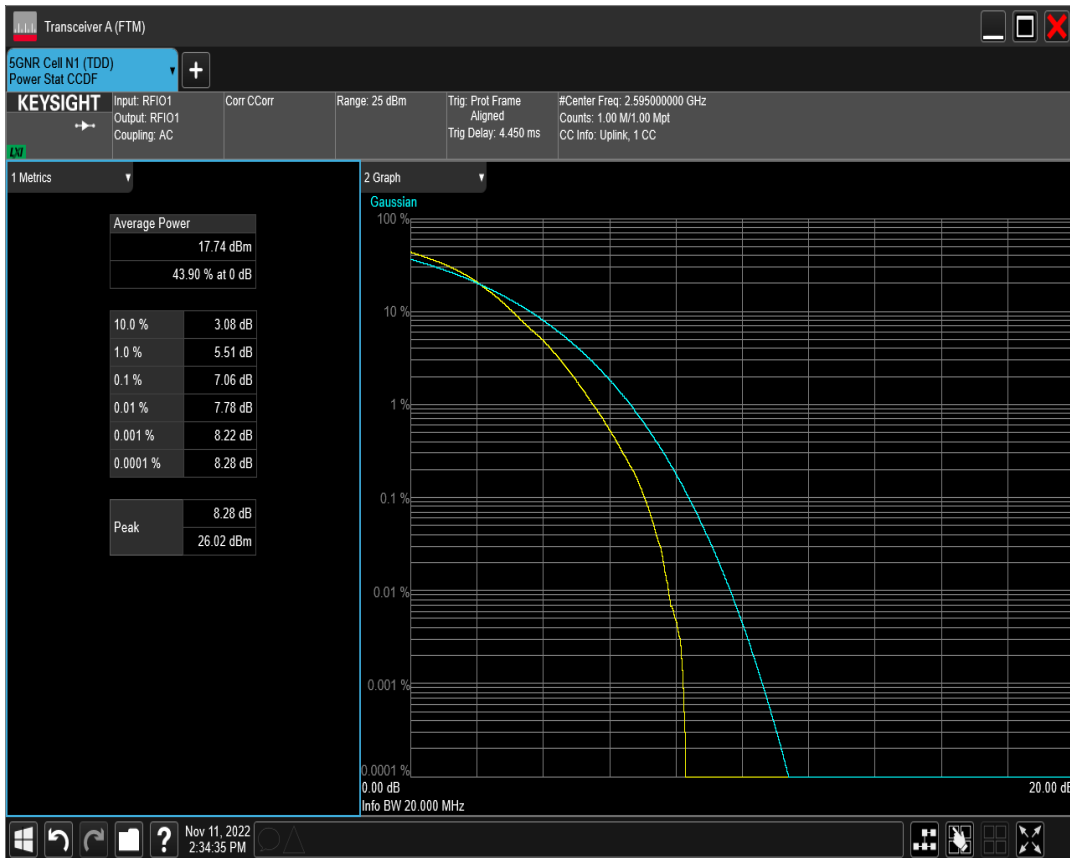 Transceiver A (FTM)
5GNR Cell N1 (TDD)
Power Stat CCDF
+
KEYSIGHT
LXI
Input: RFIO1
Output: RFIO1
Coupling: AC
Corr CCorr
Range: 25 dBm
Trig: Prot Frame
Aligned
Trig Delay: 4.450 ms
#Center Freq: 2.595000000 GHz
Counts: 1.00 M/1.00 Mpt
CC Info: Uplink, 1 CC
1 Metrics
Average Power
17.74 dBm
43.90 % at 0 dB
10.0 % 3.08 dB
1.0 % 5.51 dB
0.1 % 7.06 dB
0.01 % 7.78 dB
0.001 % 8.22 dB
0.0001 % 8.28 dB
Peak
8.28 dB
26.02 dBm
2 Graph
Gaussian
100 %
10 %
1 %
0.1 %
0.01 %
0.001 %
0.0001 %
0.00 dB 20.00 dB
Info BW 20.000 MHz
?
Nov 11, 2022
2:34:35 PM